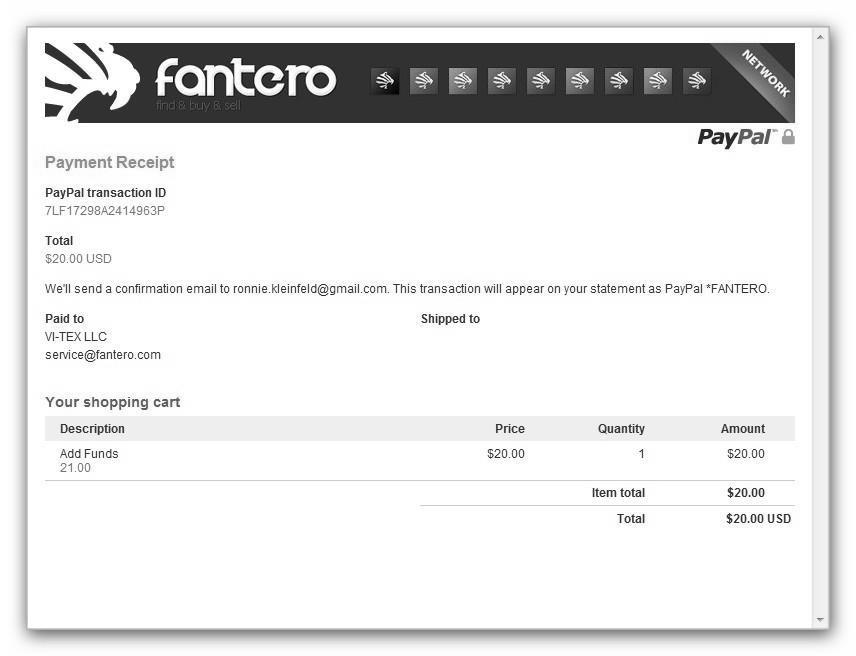 fantero
find & buy & sell
NETWORK
PayPal™
Payment Receipt
PayPal transaction ID
7LF17298A2414963P
Total
$20.00 USD
We'll send a confirmation email to ronnie.kleinfeld@gmail.com. This transaction will appear on your statement as PayPal *FANTERO.
Paid to Shipped to
VI-TEX LLC
service@fantero.com
Your shopping cart
Description Price Quantity Amount
Add Funds $20.00 1 $20.00
21.00
Item total $20.00
Total $20.00 USD